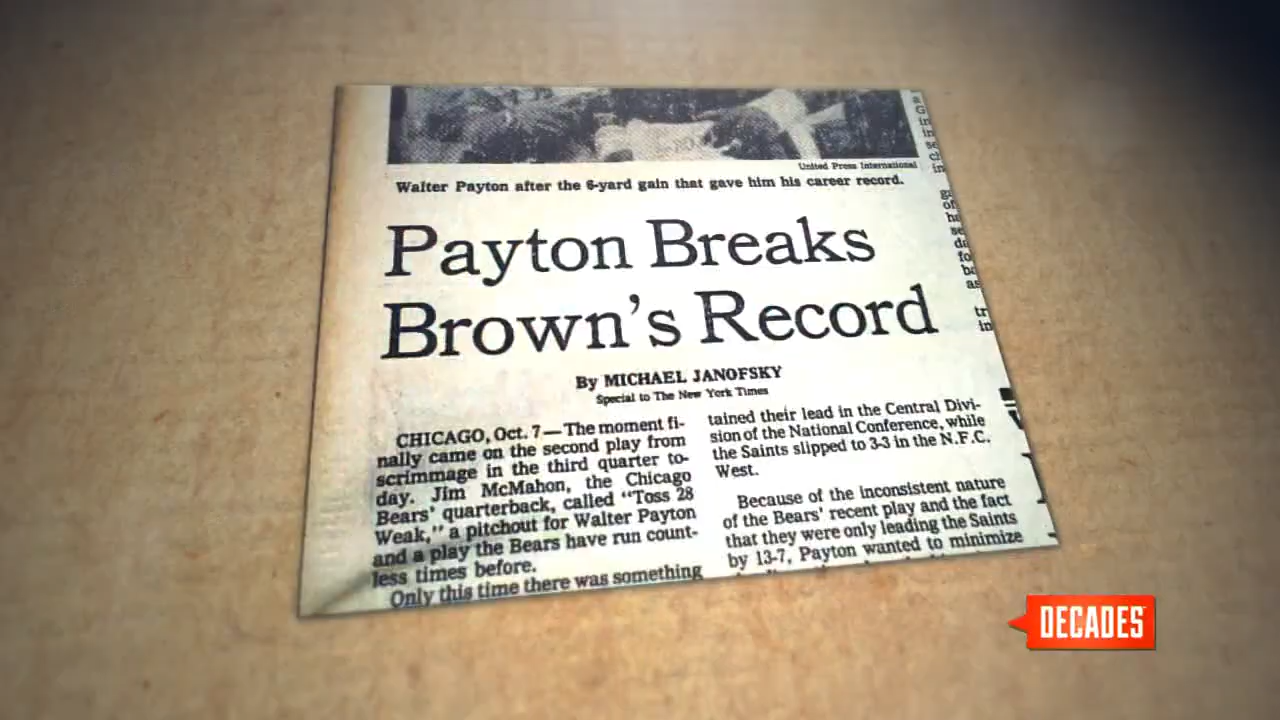 United Press International
Walter Payton after the 6-yard gain that gave him his career record.
Payton Breaks
Brown's Record
By MICHAEL JANOFSKY
Special to The New York Times
CHICAGO, Oct. 7—The moment fi-
nally came on the second play from
scrimmage in the third quarter to-
day. Jim McMahon, the Chicago
Bears' quarterback, called "Toss 28
Weak," a pitchout for Walter Payton
and a play the Bears have run count-
less times before.
Only this time there was something
tained their lead in the Central Divi-
sion of the National Conference, while
the Saints slipped to 3-3 in the N.F.C.
West.
Because of the inconsistent nature
of the Bears' recent play and the fact
that they were only leading the Saints
by 13-7, Payton wanted to minimize
DECADES